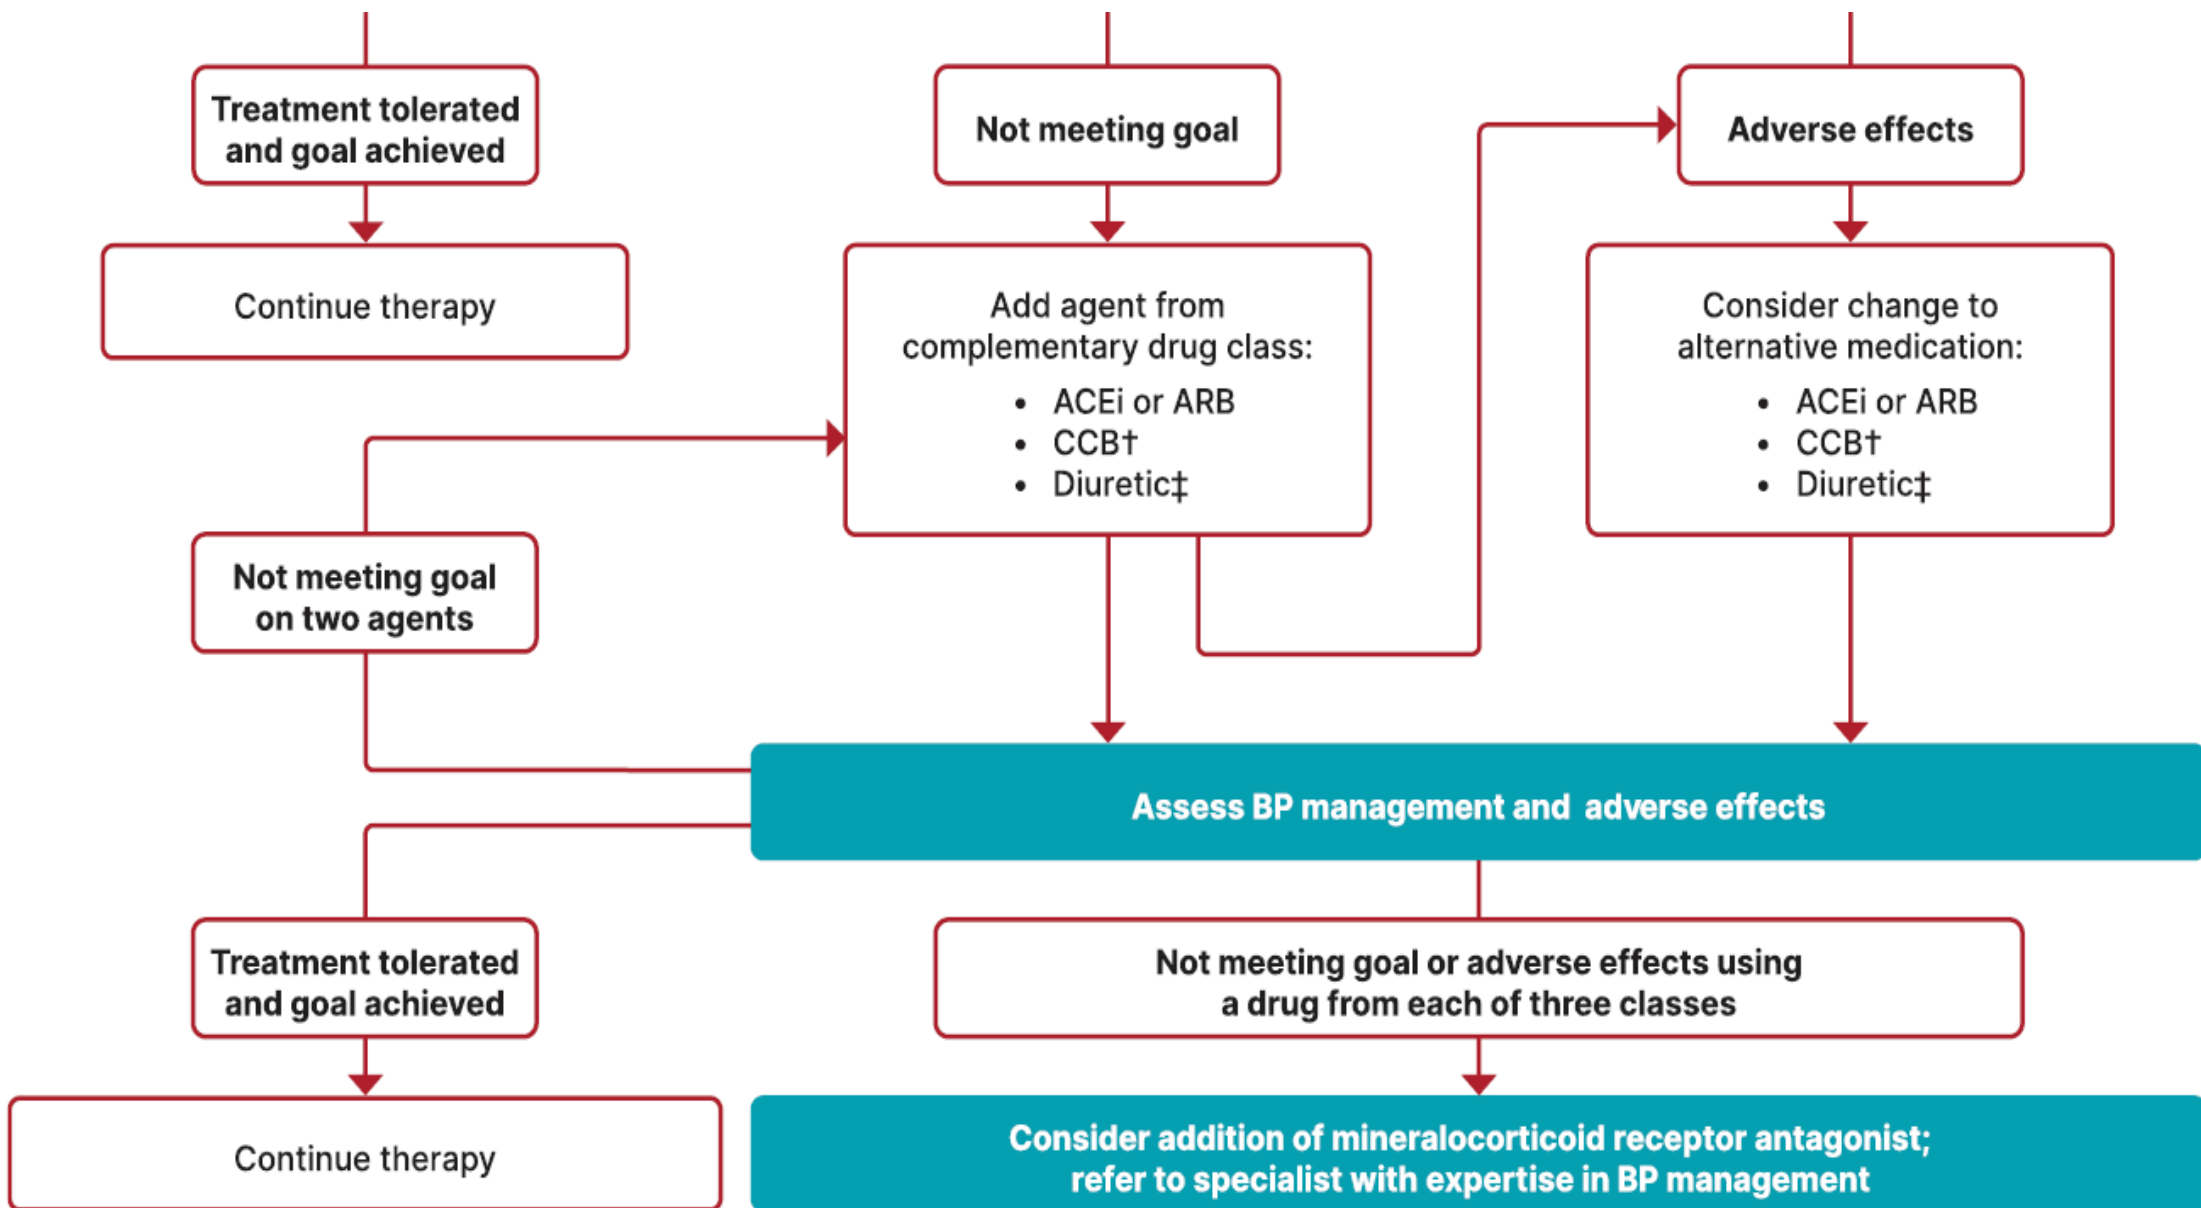 Treatment tolerated
and goal achieved
Not meeting goal
Adverse effects
Continue therapy
Add agent from
complementary drug class:
• ACEi or ARB
• CCB†
• Diuretic‡
Consider change to
alternative medication:
• ACEi or ARB
• CCB†
• Diuretic‡
Not meeting goal
on two agents
Assess BP management and  adverse effects
Treatment tolerated
and goal achieved
Not meeting goal or adverse effects using
a drug from each of three classes
Continue therapy
Consider addition of mineralocorticoid receptor antagonist;
refer to specialist with expertise in BP management